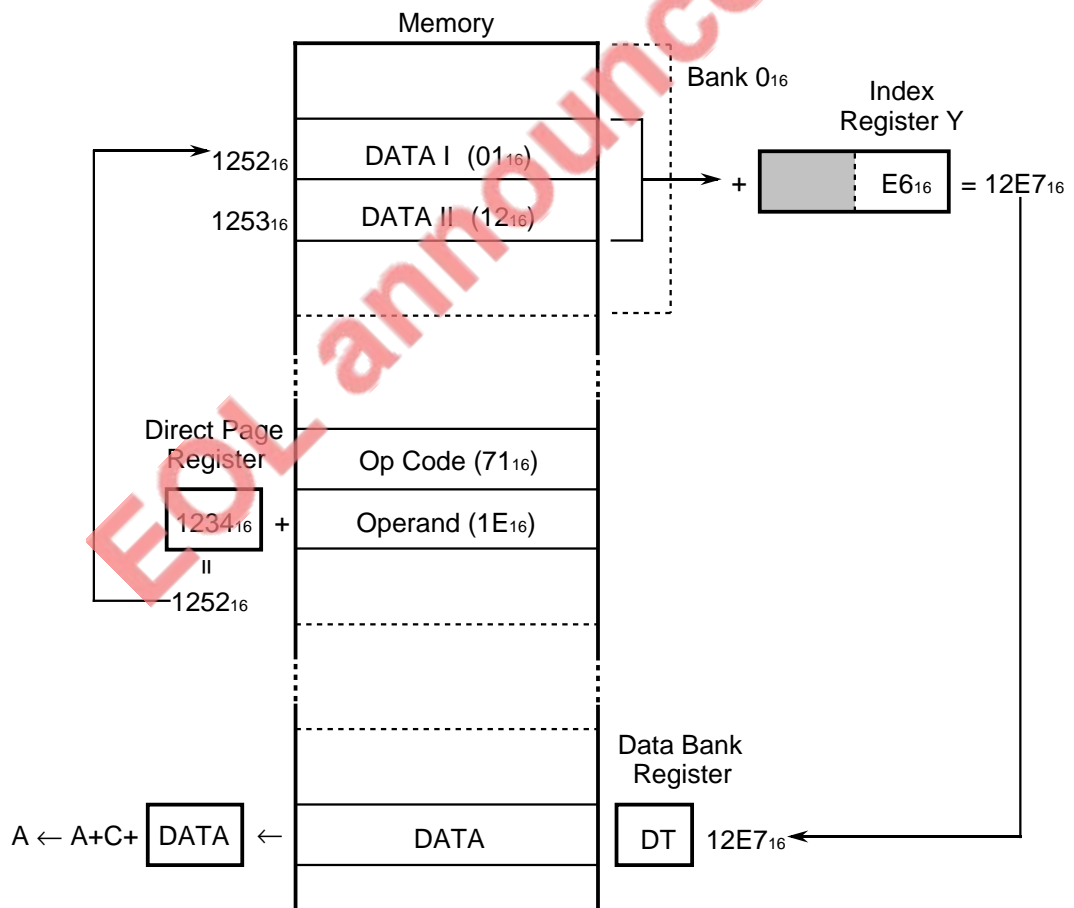 Memory
Bank 0₁₆
Index
Register Y
1252₁₆
DATA I (01₁₆)
+
E6₁₆
= 12E7₁₆
1253₁₆
DATA II (12₁₆)
Direct Page
Register
Op Code (71₁₆)
1234₁₆
+
Operand (1E₁₆)
=
1252₁₆
Data Bank
Register
A ← A+C+
DATA
←
DATA
DT
12E7₁₆
EOL announce